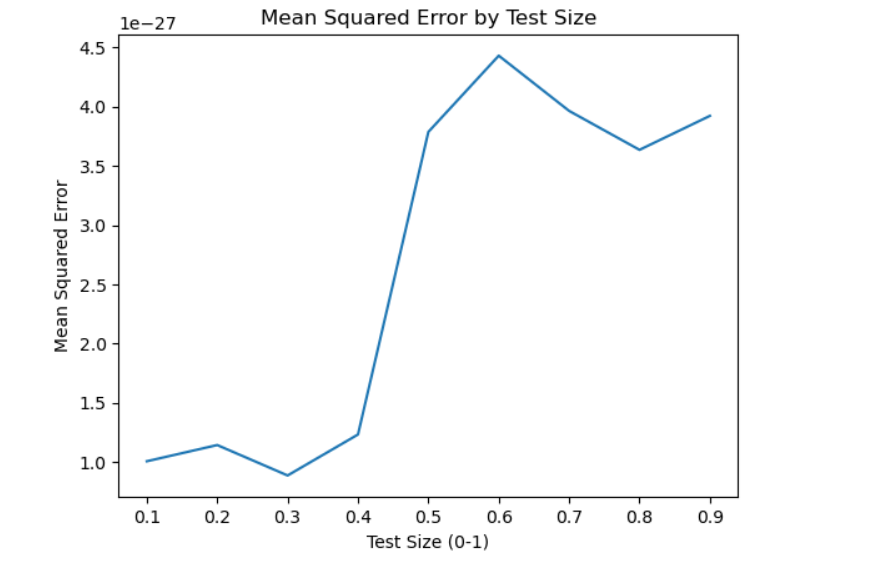 Mean Squared Error by Test Size
1e−27
4.5
4.0
3.5
3.0
2.5
2.0
1.5
1.0
Mean Squared Error
0.1 0.2 0.3 0.4 0.5 0.6 0.7 0.8 0.9
Test Size (0-1)